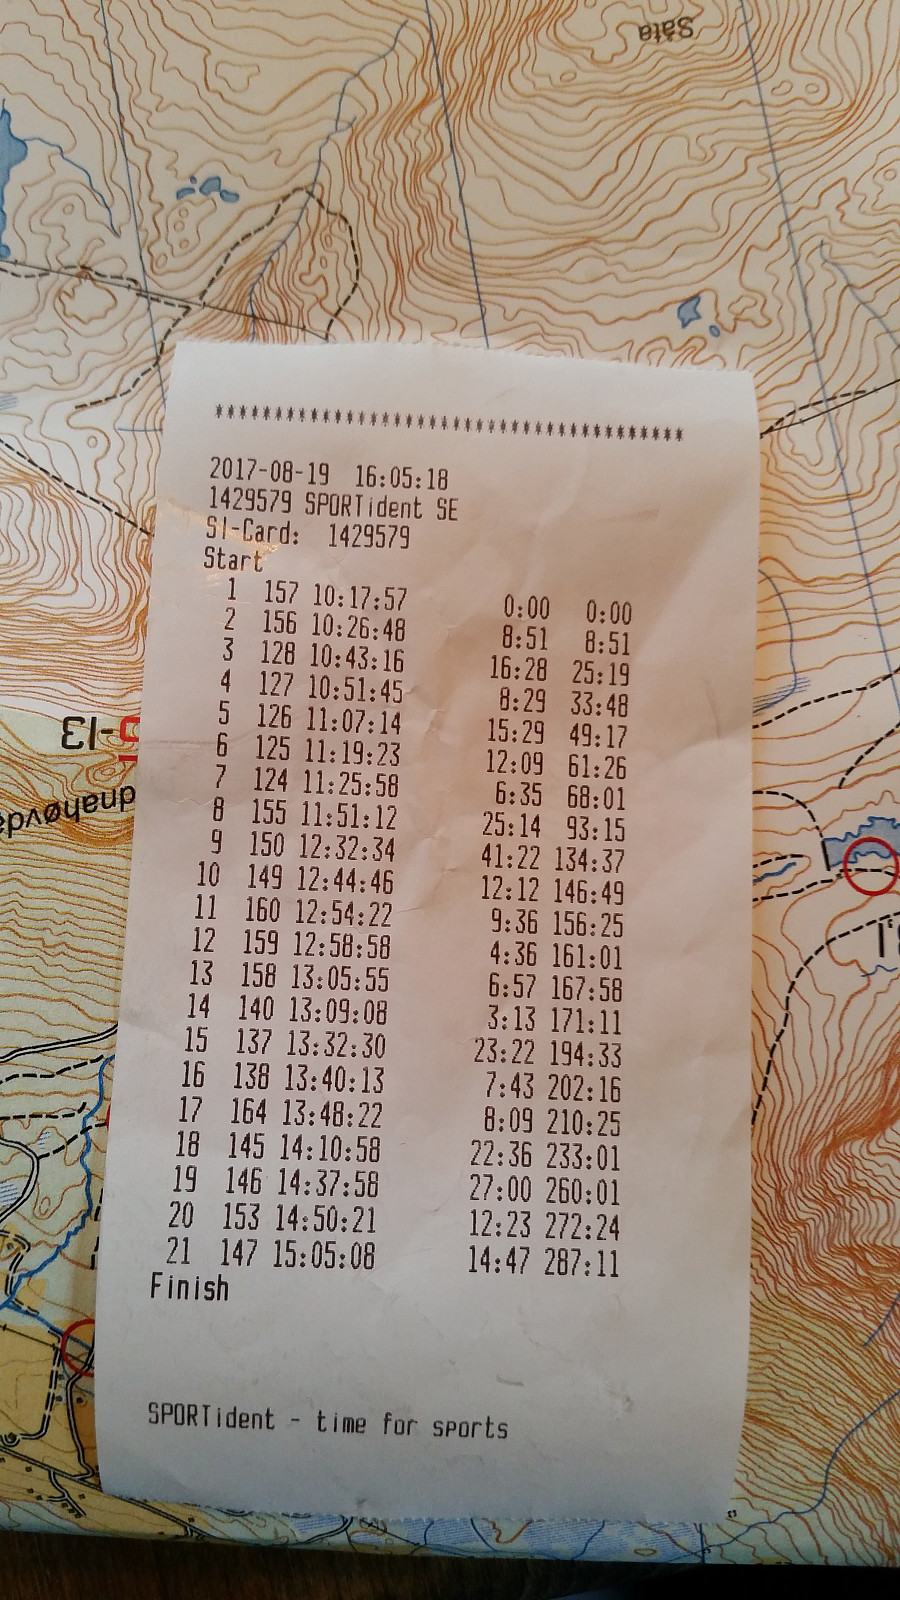 Såta
****************************************
2017-08-19 16:05:18
1429579 SPORTident SE
SI-Card: 1429579
Start
1 157 10:17:57 0:00 0:00
2 156 10:26:48 8:51 8:51
3 128 10:43:16 16:28 25:19
4 127 10:51:45 8:29 33:48
5 126 11:07:14 15:29 49:17
6 125 11:19:23 12:09 61:26
7 124 11:25:58 6:35 68:01
8 155 11:51:12 25:14 93:15
9 150 12:32:34 41:22 134:37
10 149 12:44:46 12:12 146:49
11 160 12:54:22 9:36 156:25
12 159 12:58:58 4:36 161:01
13 158 13:05:55 6:57 167:58
14 140 13:09:08 3:13 171:11
15 137 13:32:30 23:22 194:33
16 138 13:40:13 7:43 202:16
17 164 13:48:22 8:09 210:25
18 145 14:10:58 22:36 233:01
19 146 14:37:58 27:00 260:01
20 153 14:50:21 12:23 272:24
21 147 15:05:08 14:47 287:11
Finish
SPORTident - time for sports